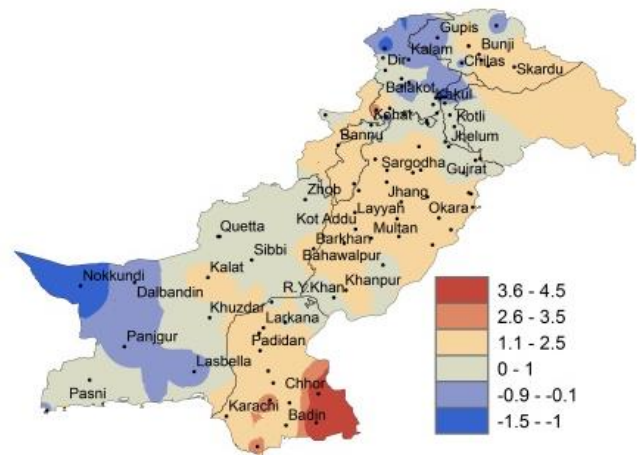 Gupis
Kalam
Bunji
Dir
Chilas
Skardu
Balakot
Kakul
Kohat
Kotli
Bannu
Jhelum
Sargodha
Gujrat
Zhob
Jhang
Layyah
Okara
Kot Addu
Quetta
Multan
Barkhan
Sibbi
Bahawalpur
Nokkundi
Kalat
Khanpur
Dalbandin
R.Y.Khan
Khuzdar
Larkana
Panjgur
Padidan
Lasbella
Pasni
Chhor
Karachi
Badin
3.6 - 4.5
2.6 - 3.5
1.1 - 2.5
0 - 1
-0.9 - -0.1
-1.5 - -1